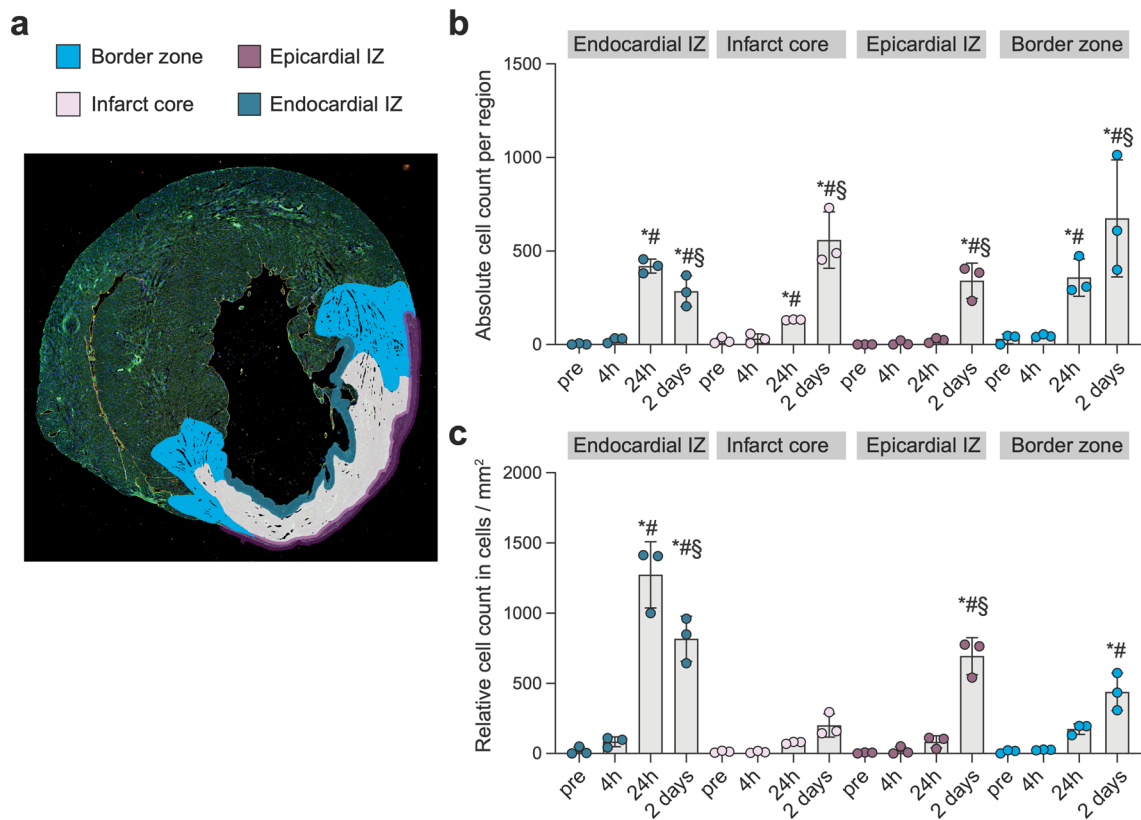 a
Border zone
Epicardial IZ
Infarct core
Endocardial IZ
b
Endocardial IZ Infarct core Epicardial IZ Border zone
Absolute cell count per region
1500
1000
500
0
*#
*#§
*#
*#§
*#§
*#
*#§
pre 4h 24h 2 days pre 4h 24h 2 days pre 4h 24h 2 days pre 4h 24h 2 days
c
Endocardial IZ Infarct core Epicardial IZ Border zone
Relative cell count in cells / mm²
2000
1500
1000
500
0
*#
*#§
*#§
*#
pre 4h 24h 2 days pre 4h 24h 2 days pre 4h 24h 2 days pre 4h 24h 2 days